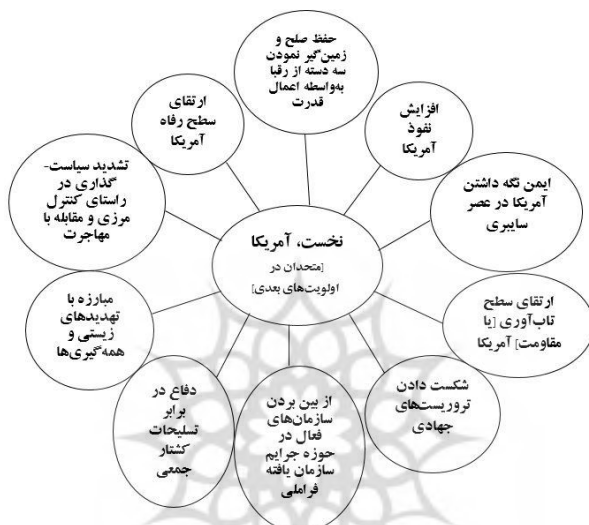 حفظ صلح و
زمین‌گیر نمودن
سه دسته از رقبا
به‌واسطه اعمال
قدرت
افزایش
نفوذ
آمریکا
ایمن نگه داشتن
آمریکا در عصر
سایبری
ارتقای سطح
تاب‌آوری [یا
مقاومت] آمریکا
شکست دادن
تروریست‌های
جهادی
از بین بردن
سازمان‌های
فعال در
حوزه جرایم
سازمان یافته
فراملی
دفاع در
برابر
تسلیحات
کشتار
جمعی
مبارزه با
تهدیدهای
زیستی و
همه‌گیری‌ها
تشدید سیاست-
گذاری در
راستای کنترل
مرزی و مقابله با
مهاجرت
ارتقای
سطح رفاه
آمریکا
نخست، آمریکا
[متحدان در
اولویت‌های بعدی]